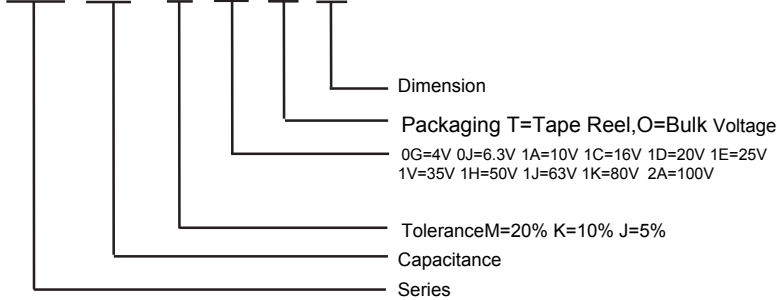 Dimension
Packaging T=Tape Reel,O=Bulk Voltage
0G=4V 0J=6.3V 1A=10V 1C=16V 1D=20V 1E=25V
1V=35V 1H=50V 1J=63V 1K=80V 2A=100V
ToleranceM=20% K=10% J=5%
Capacitance
Series